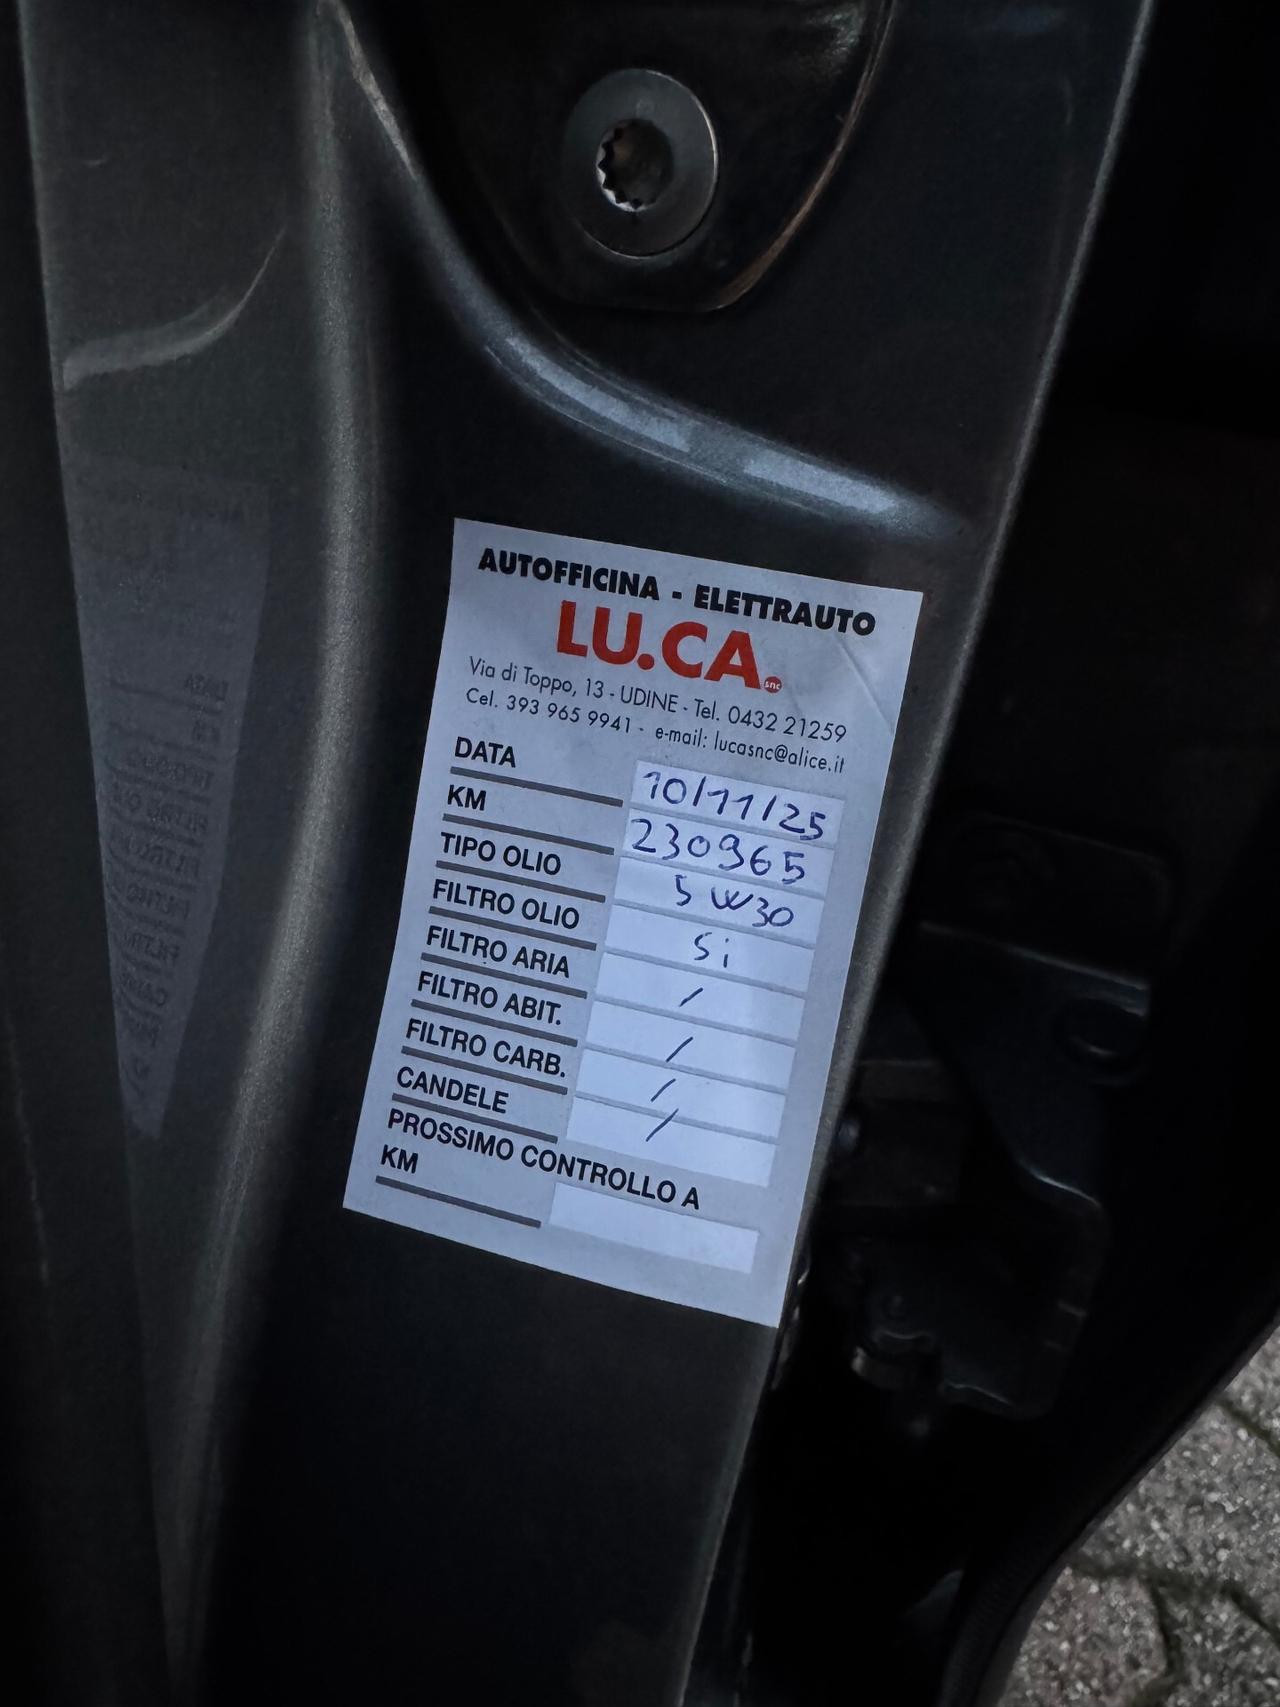 AUTOFFICINA - ELETTRAUTO
LU.CA. snc
Via di Toppo, 13 - UDINE - Tel. 0432 21259
Cel. 393 965 9941 - e-mail: lucasnc@alice.it
DATA 10/11/25
KM 230965
TIPO OLIO 5W30
FILTRO OLIO Si
FILTRO ARIA /
FILTRO ABIT. /
FILTRO CARB. /
CANDELE /
PROSSIMO CONTROLLO A
KM